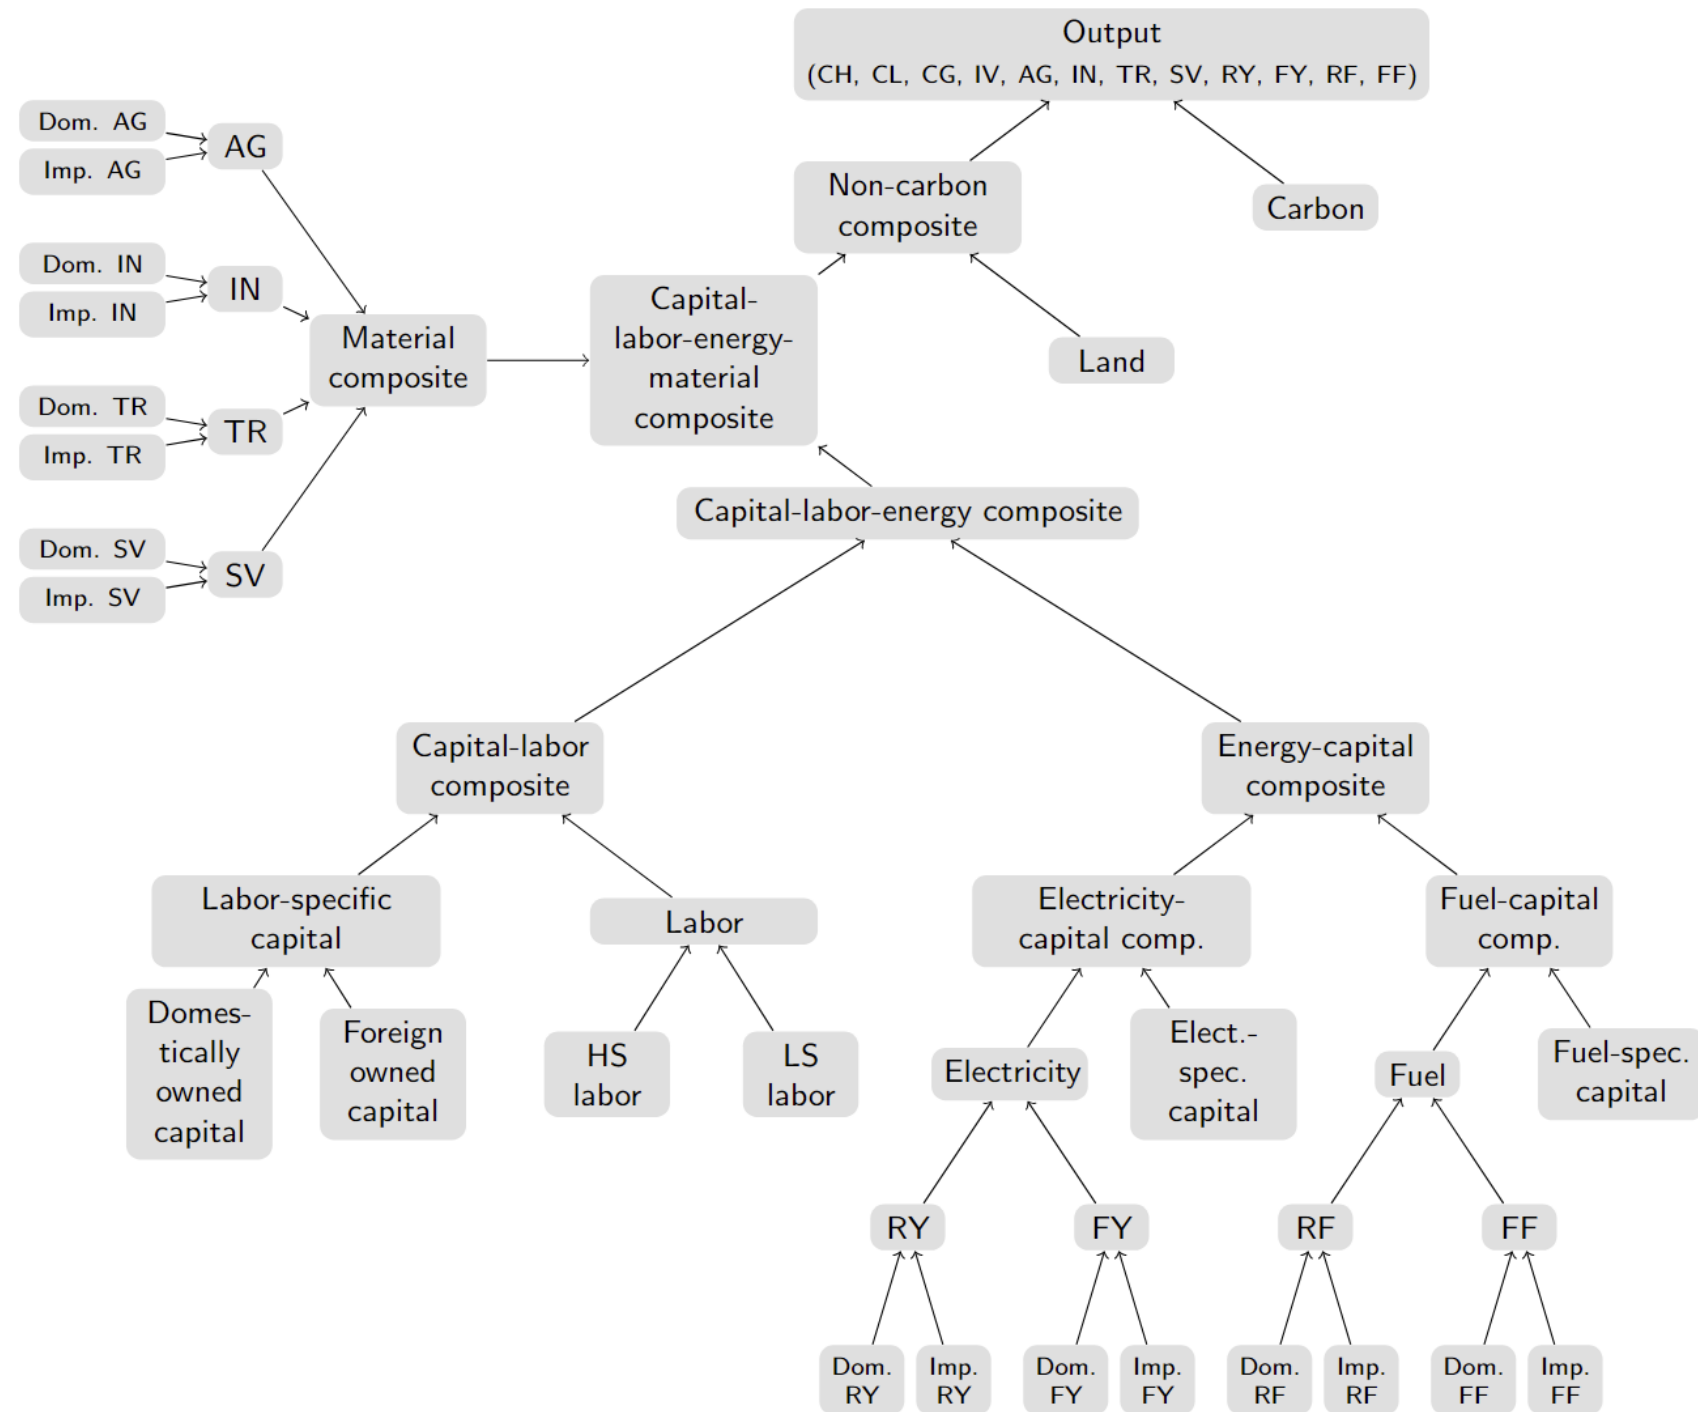 Output
(CH, CL, CG, IV, AG, IN, TR, SV, RY, FY, RF, FF)
Dom. AG
Imp. AG
AG
Non-carbon
composite
Carbon
Dom. IN
Imp. IN
IN
Material
composite
Capital-
labor-energy-
material
composite
Land
Dom. TR
Imp. TR
TR
Capital-labor-energy composite
Dom. SV
Imp. SV
SV
Capital-labor
composite
Energy-capital
composite
Labor-specific
capital
Labor
Electricity-
capital comp.
Fuel-capital
comp.
Domes-
tically
owned
capital
Foreign
owned
capital
HS
labor
LS
labor
Electricity
Elect.-
spec.
capital
Fuel
Fuel-spec.
capital
RY
FY
RF
FF
Dom.
RY
Imp.
RY
Dom.
FY
Imp.
FY
Dom.
RF
Imp.
RF
Dom.
FF
Imp.
FF